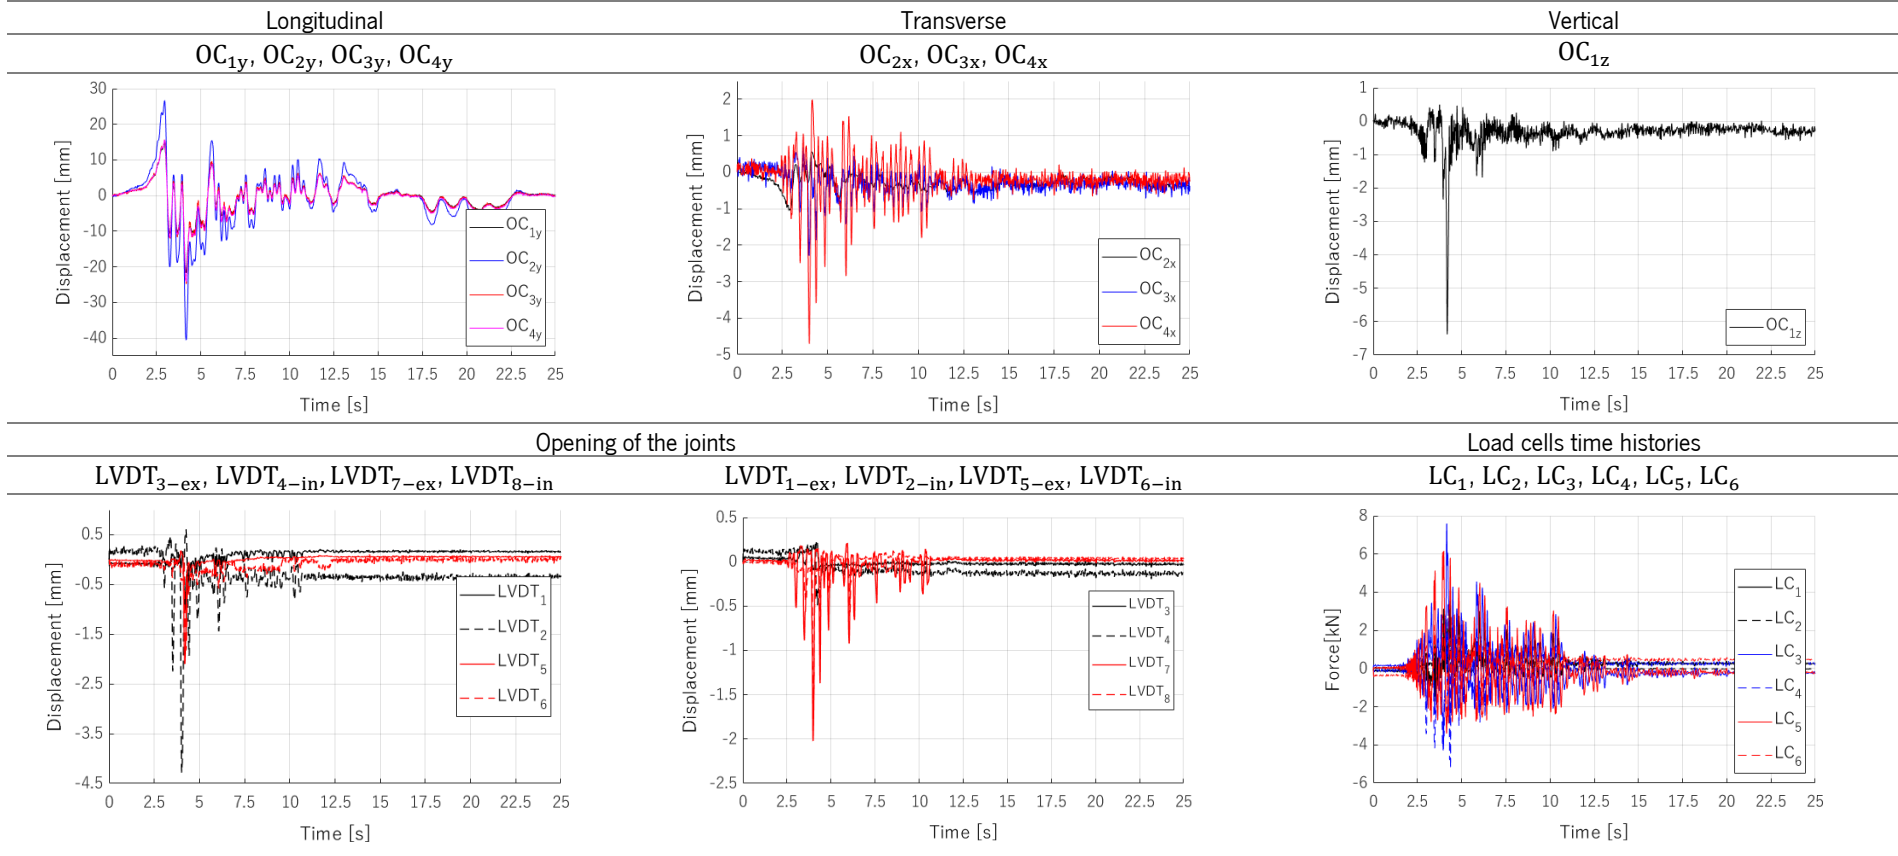 Longitudinal Transverse Vertical
OC1y, OC2y, OC3y, OC4y OC2x, OC3x, OC4x OC1z
30
20
10
0
-10
-20
-30
-40
Displacement [mm]
OC1y
OC2y
OC3y
OC4y
0 2.5 5 7.5 10 12.5 15 17.5 20 22.5 25
Time [s]
2
1
0
-1
-2
-3
-4
-5
Displacement [mm]
OC2x
OC3x
OC4x
0 2.5 5 7.5 10 12.5 15 17.5 20 22.5 25
Time [s]
1
0
-1
-2
-3
-4
-5
-6
-7
Displacement [mm]
OC1z
0 2.5 5 7.5 10 12.5 15 17.5 20 22.5 25
Time [s]
Opening of the joints Load cells time histories
LVDT3−ex, LVDT4−in, LVDT7−ex, LVDT8−in LVDT1−ex, LVDT2−in, LVDT5−ex, LVDT6−in LC1, LC2, LC3, LC4, LC5, LC6
0.5
-0.5
-1.5
-2.5
-3.5
-4.5
Displacement [mm]
LVDT1
LVDT2
LVDT5
LVDT6
0 2.5 5 7.5 10 12.5 15 17.5 20 22.5 25
Time [s]
0.5
0
-0.5
-1
-1.5
-2
-2.5
Displacement [mm]
LVDT3
LVDT4
LVDT7
LVDT8
0 2.5 5 7.5 10 12.5 15 17.5 20 22.5 25
Time [s]
8
6
4
2
0
-2
-4
-6
Force[kN]
LC1
LC2
LC3
LC4
LC5
LC6
0 2.5 5 7.5 10 12.5 15 17.5 20 22.5 25
Time [s]